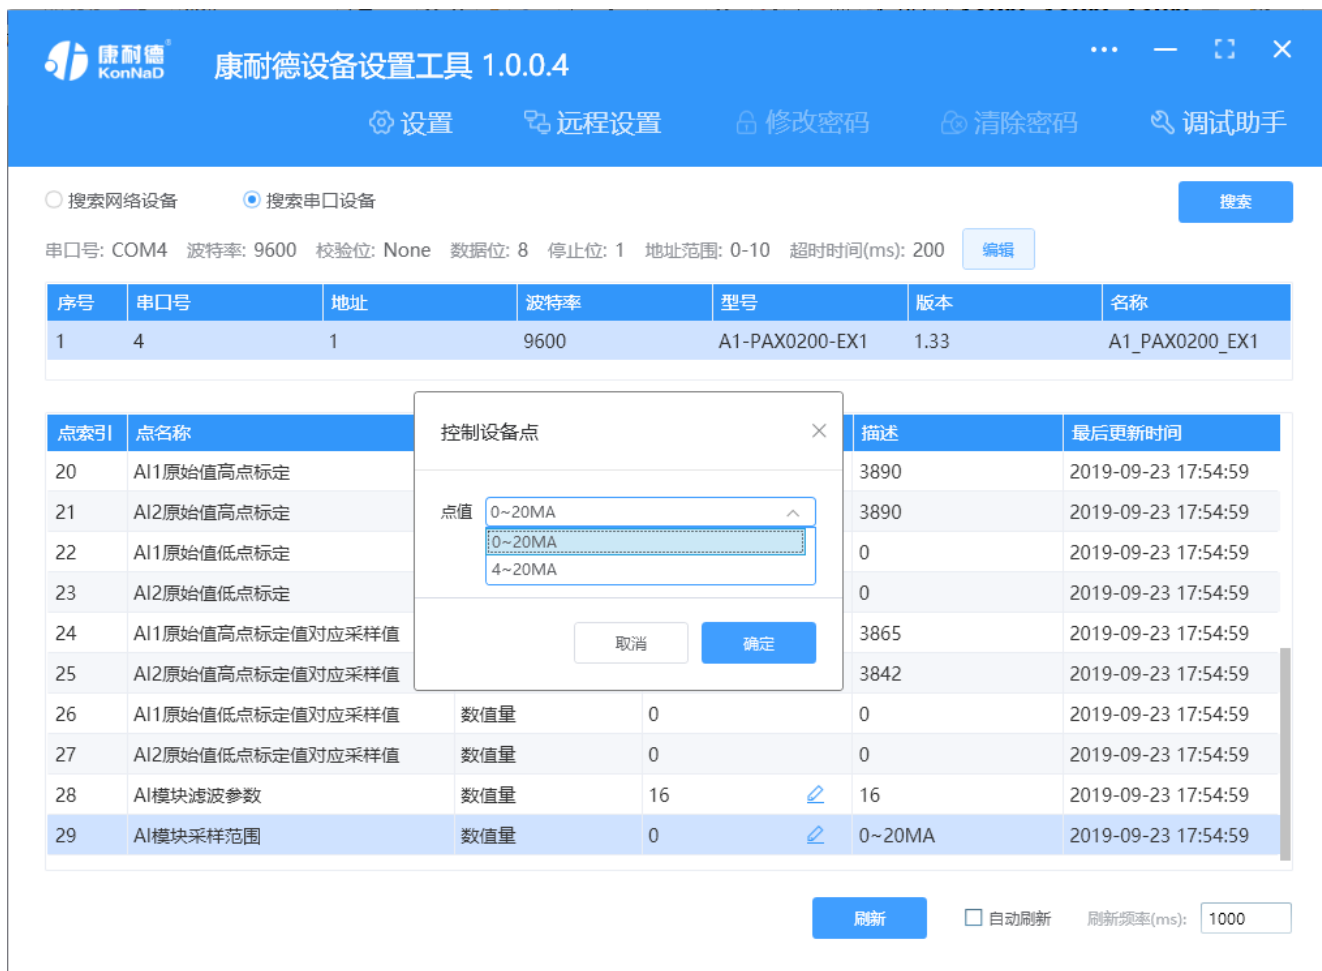 康耐德®
KonNaD
康耐德设备设置工具 1.0.0.4
设置 远程设置 修改密码 清除密码 调试助手
搜索网络设备 搜索串口设备 搜索
串口号: COM4 波特率: 9600 校验位: None 数据位: 8 停止位: 1 地址范围: 0-10 超时时间(ms): 200 编辑
序号 串口号 地址 波特率 型号 版本 名称
1 4 1 9600 A1-PAX0200-EX1 1.33 A1_PAX0200_EX1
点索引 点名称 描述 最后更新时间
20 AI1原始值高点标定 3890 2019-09-23 17:54:59
21 AI2原始值高点标定 3890 2019-09-23 17:54:59
22 AI1原始值低点标定 0 2019-09-23 17:54:59
23 AI2原始值低点标定 0 2019-09-23 17:54:59
24 AI1原始值高点标定值对应采样值 3865 2019-09-23 17:54:59
25 AI2原始值高点标定值对应采样值 3842 2019-09-23 17:54:59
26 AI1原始值低点标定值对应采样值 数值量 0 0 2019-09-23 17:54:59
27 AI2原始值低点标定值对应采样值 数值量 0 0 2019-09-23 17:54:59
28 AI模块滤波参数 数值量 16 16 2019-09-23 17:54:59
29 AI模块采样范围 数值量 0 0~20MA 2019-09-23 17:54:59
控制设备点
点值 0~20MA
0~20MA
4~20MA
取消 确定
刷新 自动刷新 刷新频率(ms): 1000